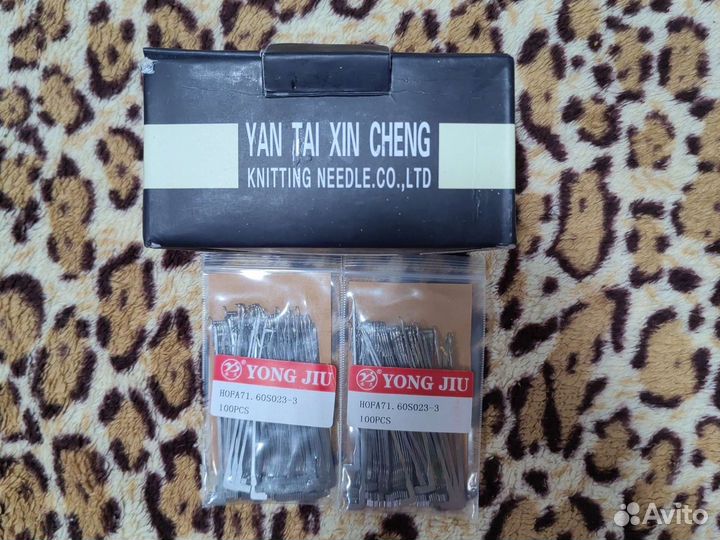 YAN TAI XIN CHENG
KNITTING NEEDLE.CO.,LTD
YONG JIU
HOFA71.60S023-3
100PCS
YONG JIU
HOFA71.60S023-3
100PCS
Avito